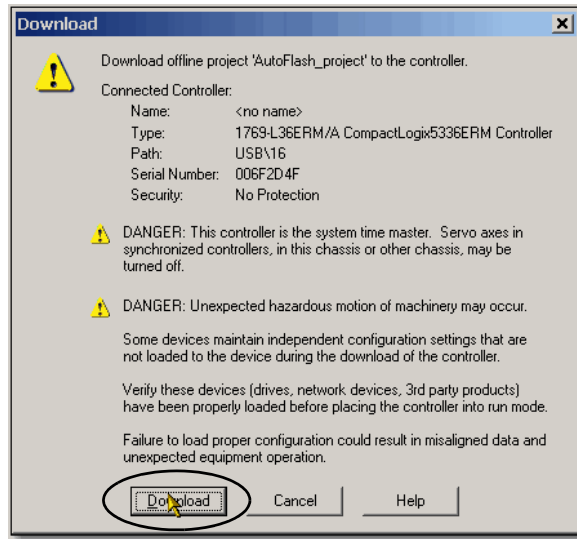 Download
Download offline project 'AutoFlash_project' to the controller.
Connected Controller:
Name: <no name>
Type: 1769-L36ERM/A CompactLogix5336ERM Controller
Path: USB\16
Serial Number: 006F2D4F
Security: No Protection
DANGER: This controller is the system time master. Servo axes in
synchronized controllers, in this chassis or other chassis, may be
turned off.
DANGER: Unexpected hazardous motion of machinery may occur.
Some devices maintain independent configuration settings that are
not loaded to the device during the download of the controller.
Verify these devices (drives, network devices, 3rd party products)
have been properly loaded before placing the controller into run mode.
Failure to load proper configuration could result in misaligned data and
unexpected equipment operation.
Download Cancel Help